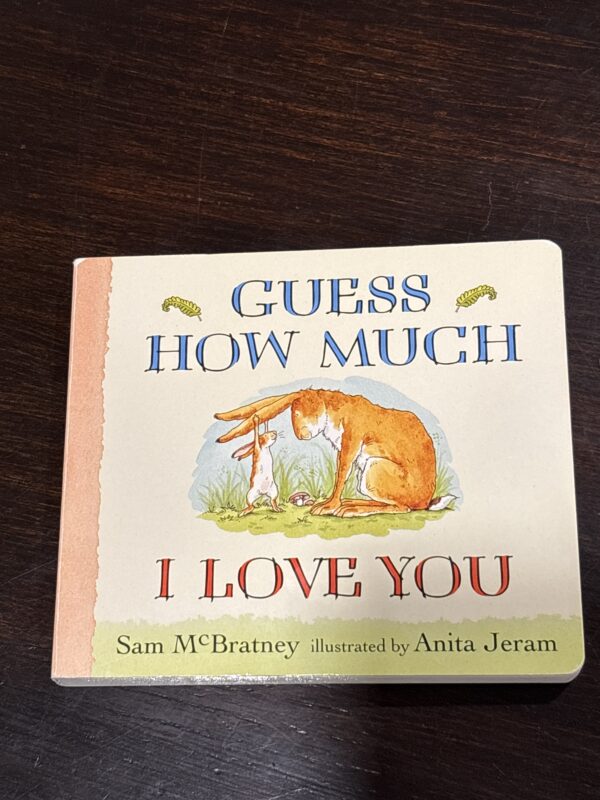 GUESS
HOW MUCH
I LOVE YOU
Sam McBratney illustrated by Anita Jeram